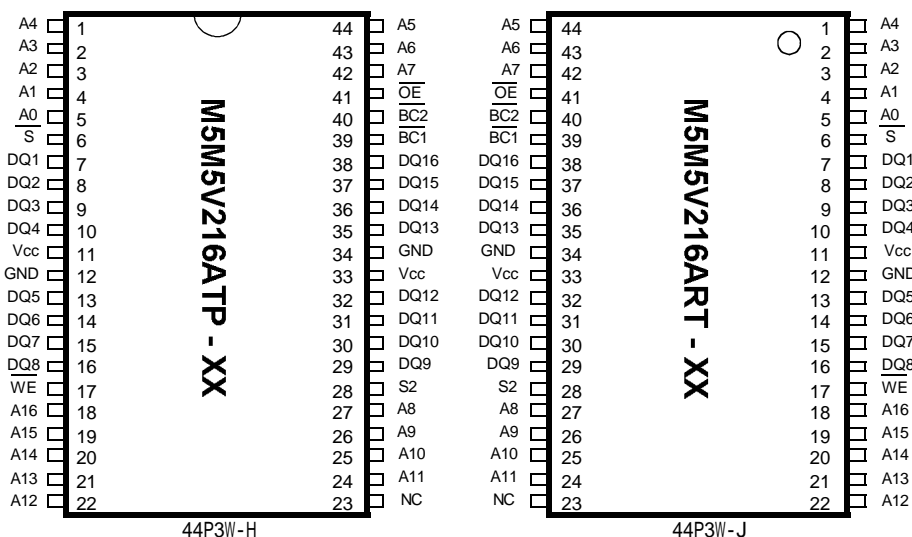 A4 1 44 A5
A3 2 43 A6
A2 3 42 A7
A1 4 41 OE
A0 5 40 BC2
S 6 39 BC1
DQ1 7 38 DQ16
DQ2 8 37 DQ15
DQ3 9 36 DQ14
DQ4 10 35 DQ13
Vcc 11 34 GND
GND 12 33 Vcc
DQ5 13 32 DQ12
DQ6 14 31 DQ11
DQ7 15 30 DQ10
DQ8 16 29 DQ9
WE 17 28 S2
A16 18 27 A8
A15 19 26 A9
A14 20 25 A10
A13 21 24 A11
A12 22 23 NC
M5M5V216ATP - XX
44P3W-H
A5 44 1 A4
A6 43 2 A3
A7 42 3 A2
OE 41 4 A1
BC2 40 5 A0
BC1 39 6 S
DQ16 38 7 DQ1
DQ15 37 8 DQ2
DQ14 36 9 DQ3
DQ13 35 10 DQ4
GND 34 11 Vcc
Vcc 33 12 GND
DQ12 32 13 DQ5
DQ11 31 14 DQ6
DQ10 30 15 DQ7
DQ9 29 16 DQ8
S2 28 17 WE
A8 27 18 A16
A9 26 19 A15
A10 25 20 A14
A11 24 21 A13
NC 23 22 A12
M5M5V216ART - XX
44P3W-J